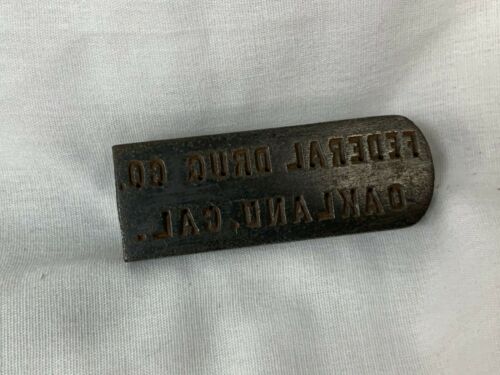 FEDERAL DRUG CO.
OAKLAND, CAL.